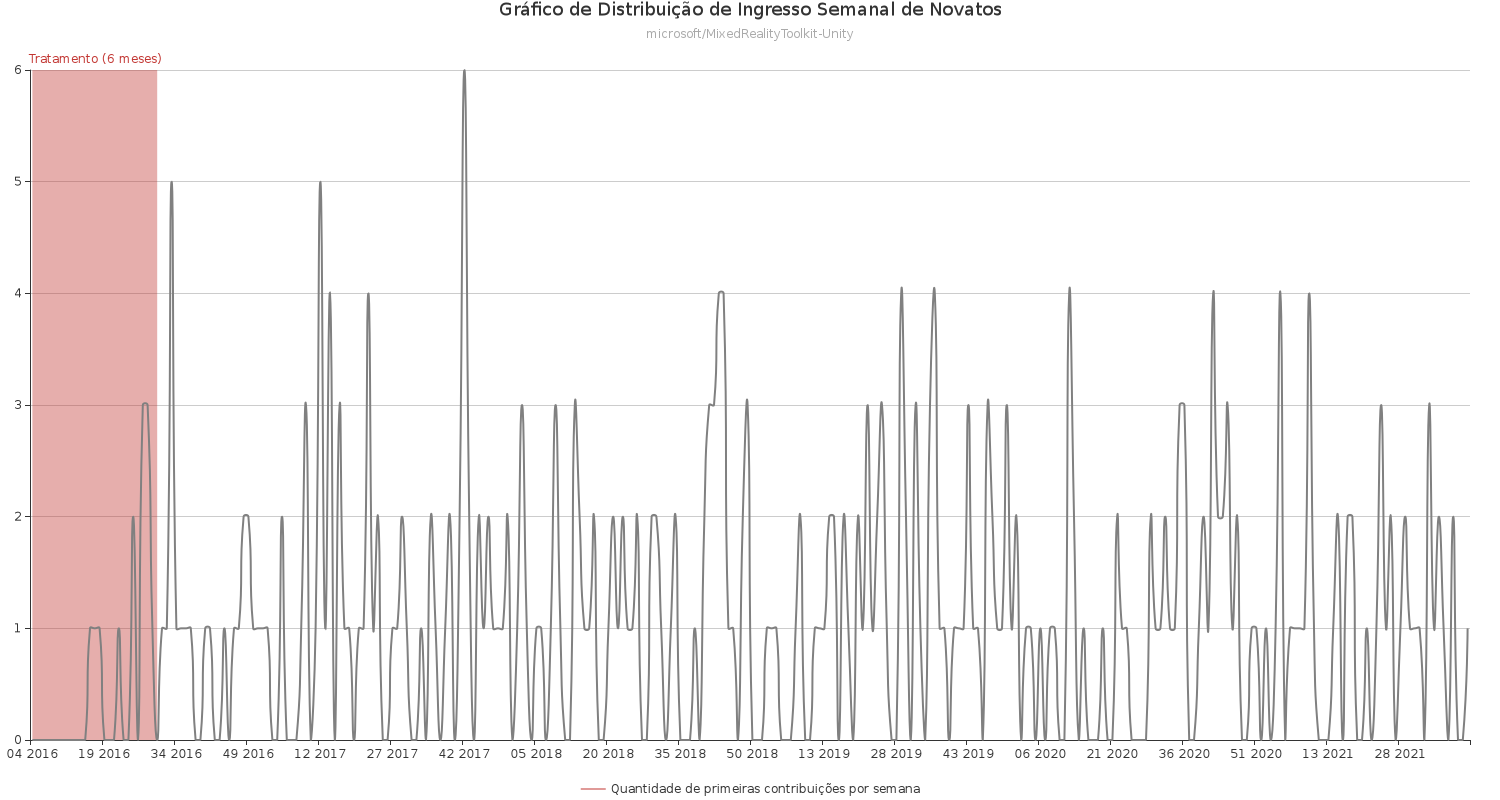 Gráfico de Distribuição de Ingresso Semanal de Novatos
microsoft/MixedRealityToolkit-Unity
Tratamento (6 meses)
6
5
4
3
2
1
0
04 2016 19 2016 34 2016 49 2016 12 2017 27 2017 42 2017 05 2018 20 2018 35 2018 50 2018 13 2019 28 2019 43 2019 06 2020 21 2020 36 2020 51 2020 13 2021 28 2021
Quantidade de primeiras contribuições por semana